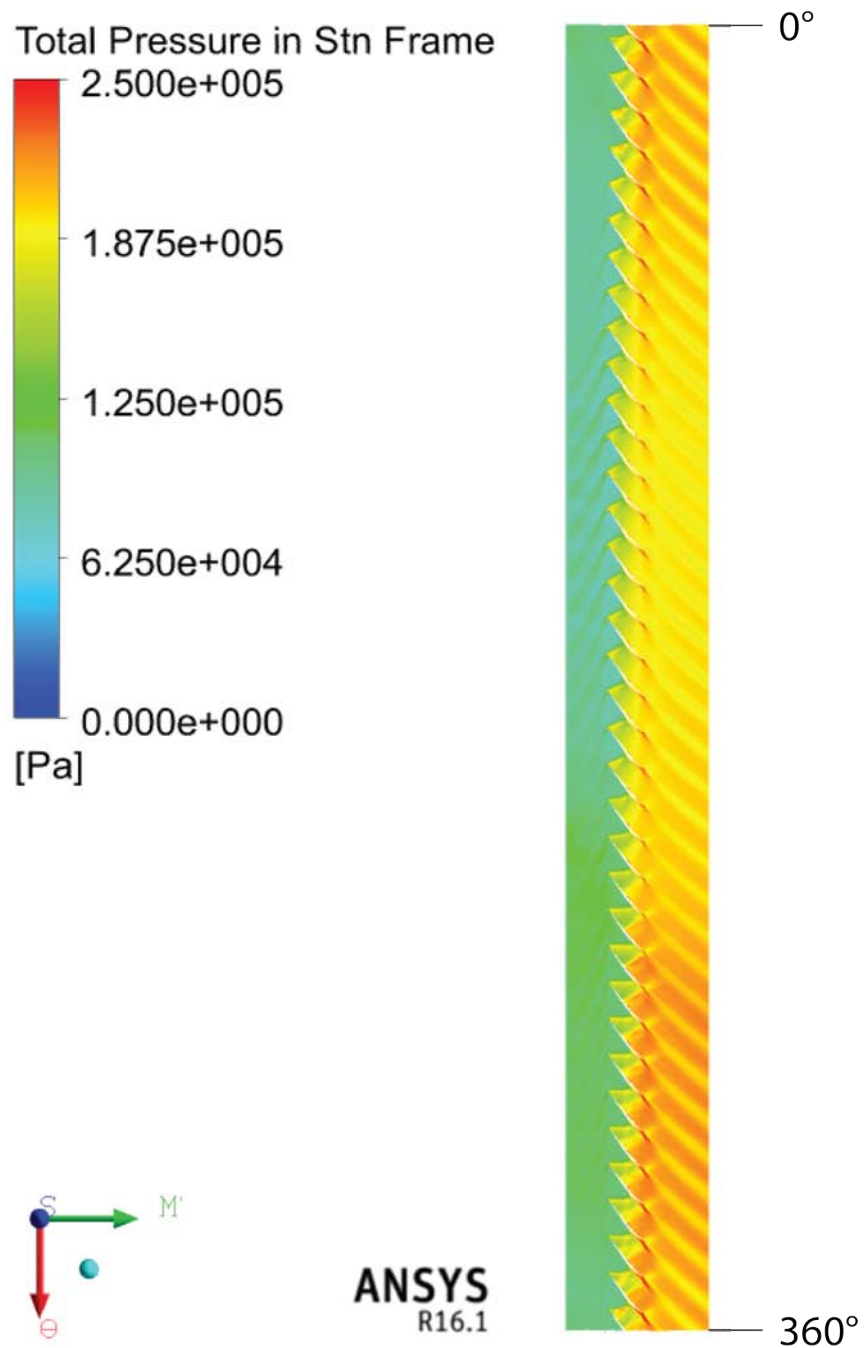 Total Pressure in Stn Frame
2.500e+005
1.875e+005
1.250e+005
6.250e+004
0.000e+000
[Pa]
0°
360°
S
M'
θ
ANSYS
R16.1